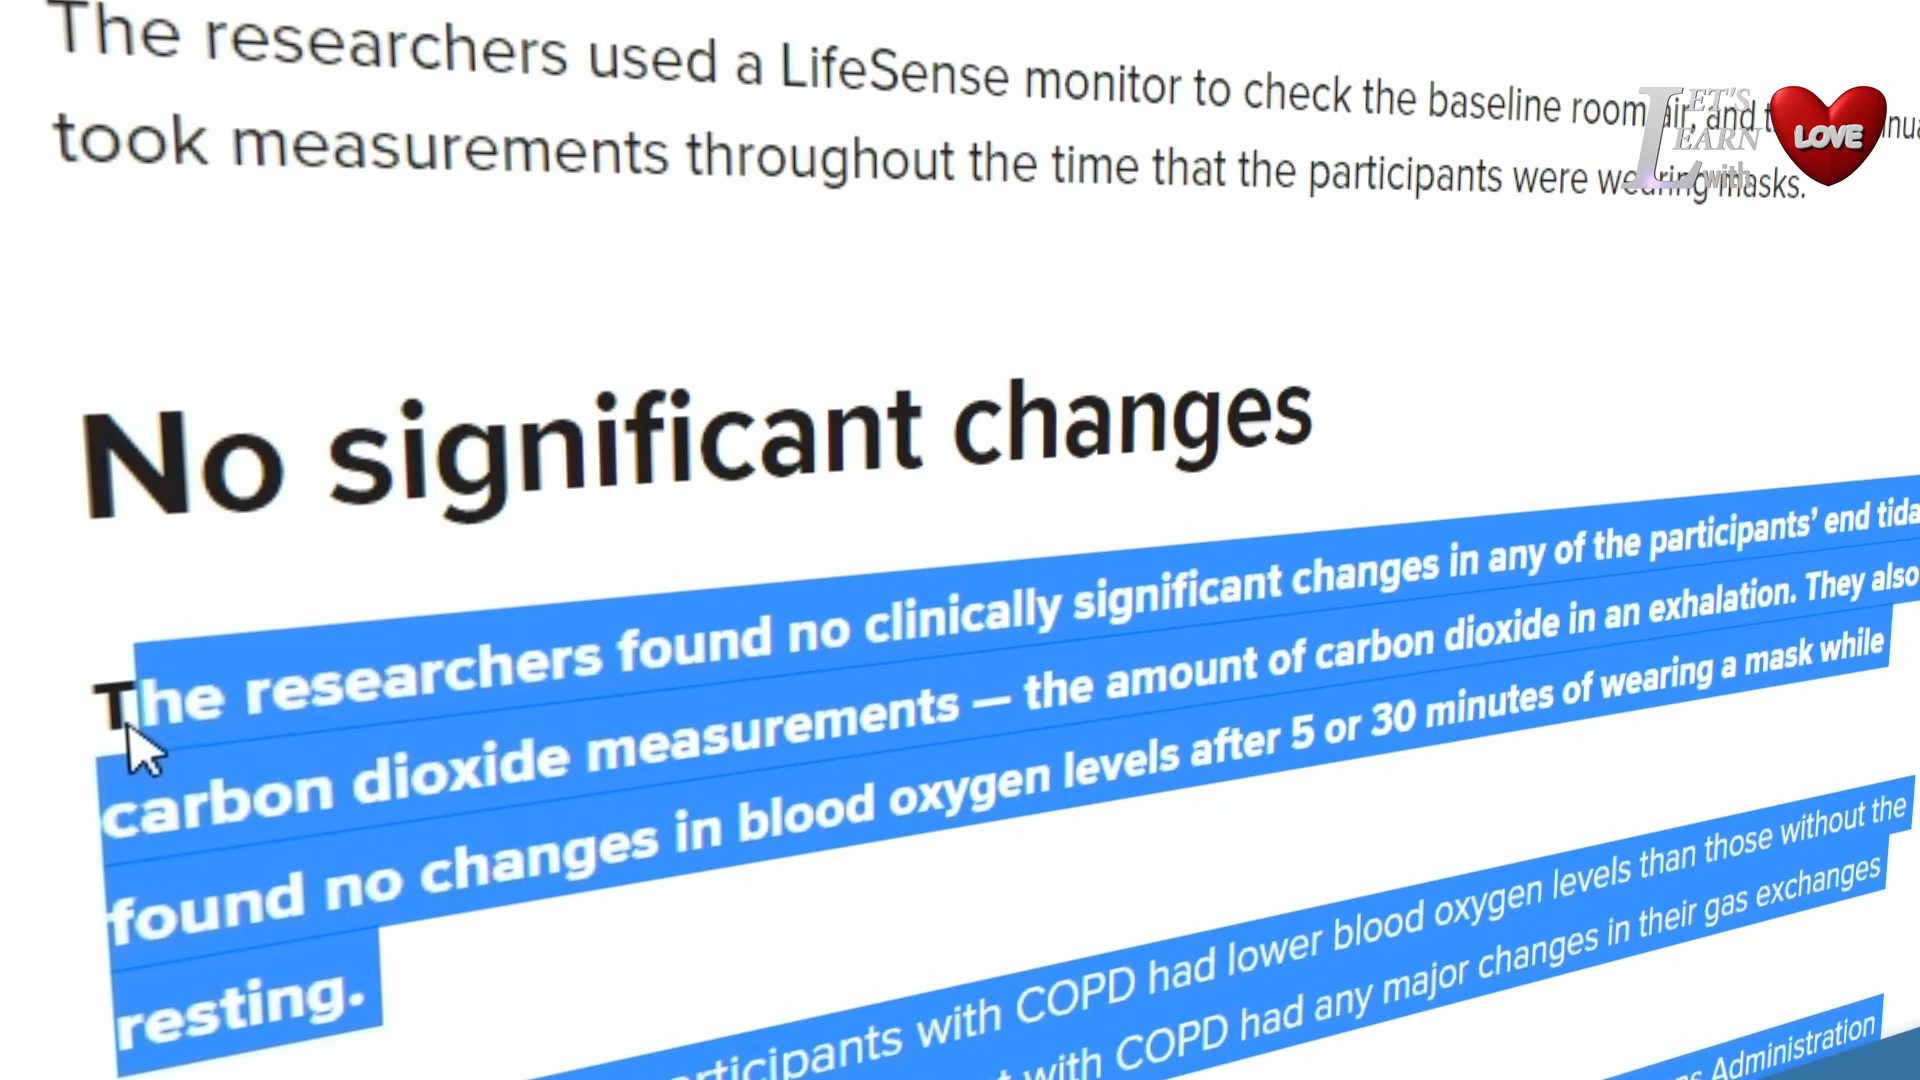 The researchers used a LifeSense monitor to check the baseline room air, and
took measurements throughout the time that the participants were wearing masks.
LET'S
LEARN
with
LOVE
No significant changes
The researchers found no clinically significant changes in any of the participants’ end
carbon dioxide measurements — the amount of carbon dioxide in an exhalation. They also
found no changes in blood oxygen levels after 5 or 30 minutes of wearing a mask while
resting.
with COPD had lower blood oxygen levels than those without the
with COPD had any major changes in their gas exchanges
Administration